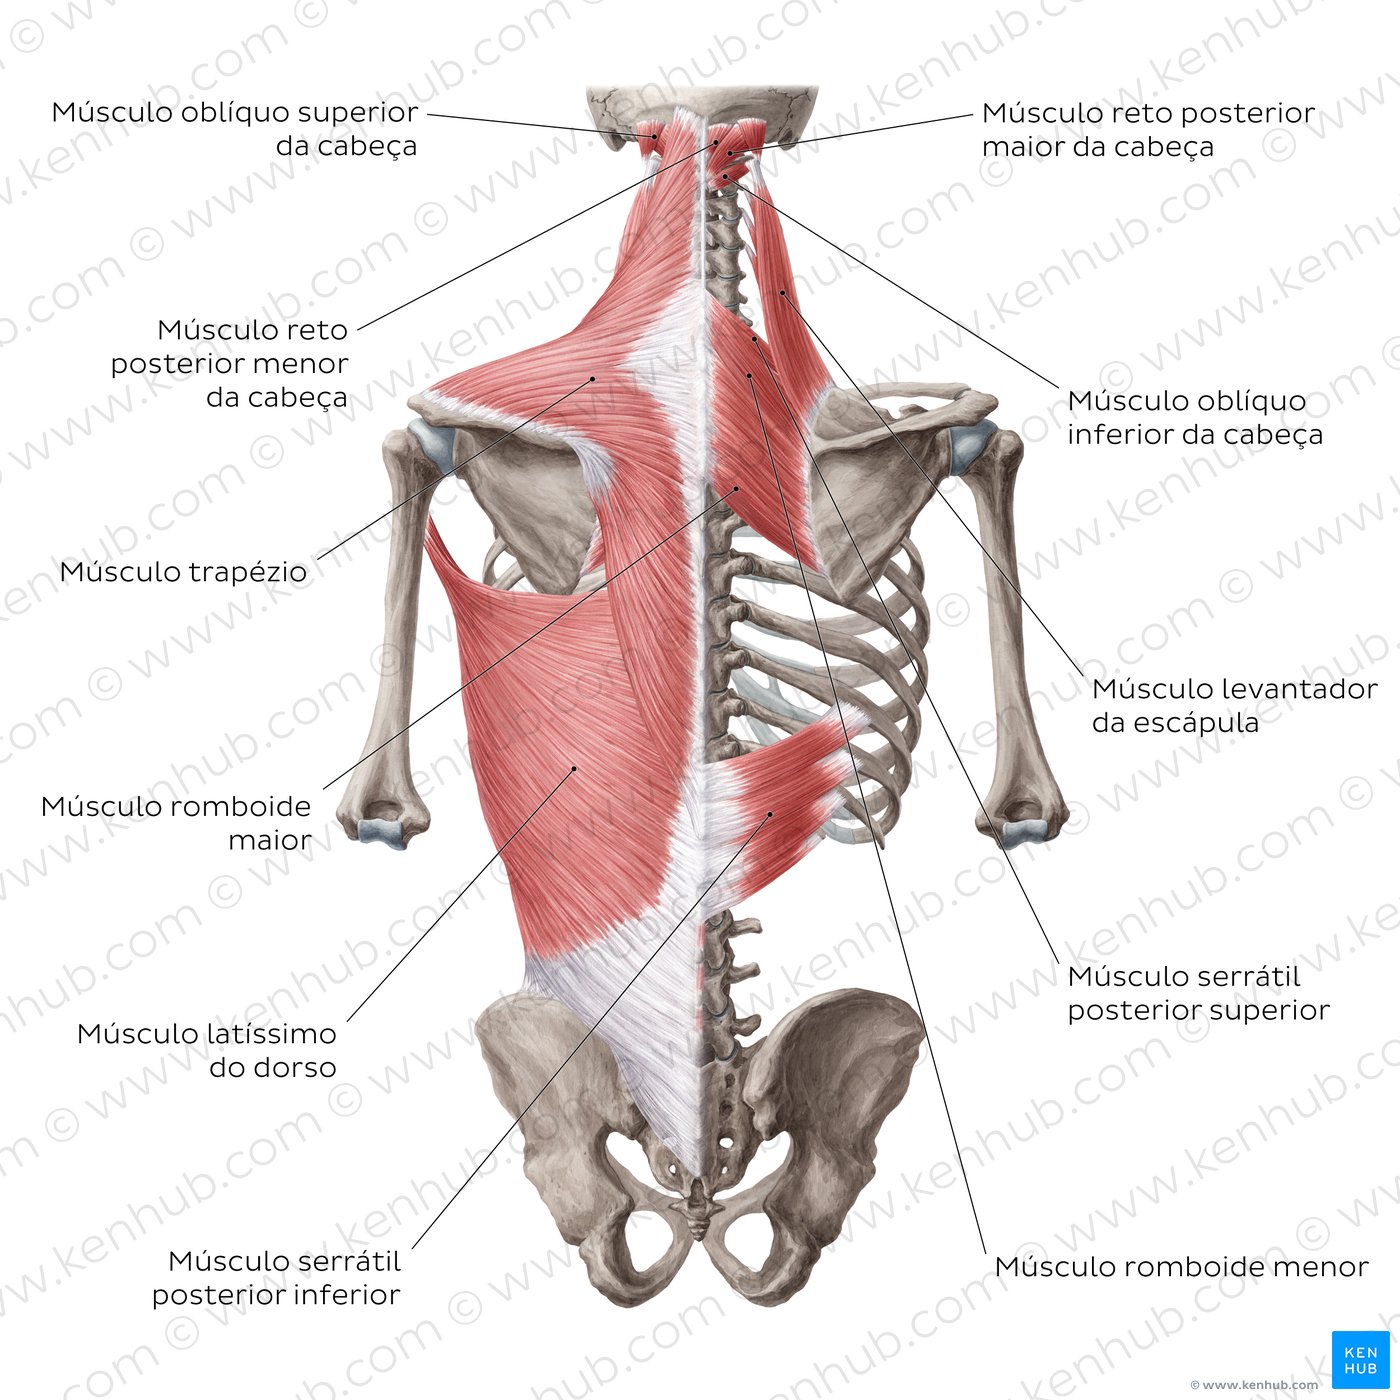 Músculo oblíquo superior
da cabeça
Músculo reto posterior
maior da cabeça
Músculo reto
posterior menor
da cabeça
Músculo oblíquo
inferior da cabeça
Músculo trapézio
Músculo levantador
da escápula
Músculo romboide
maior
Músculo serrátil
posterior superior
Músculo latíssimo
do dorso
Músculo serrátil
posterior inferior
Músculo romboide menor
KEN
HUB
© www.kenhub.com